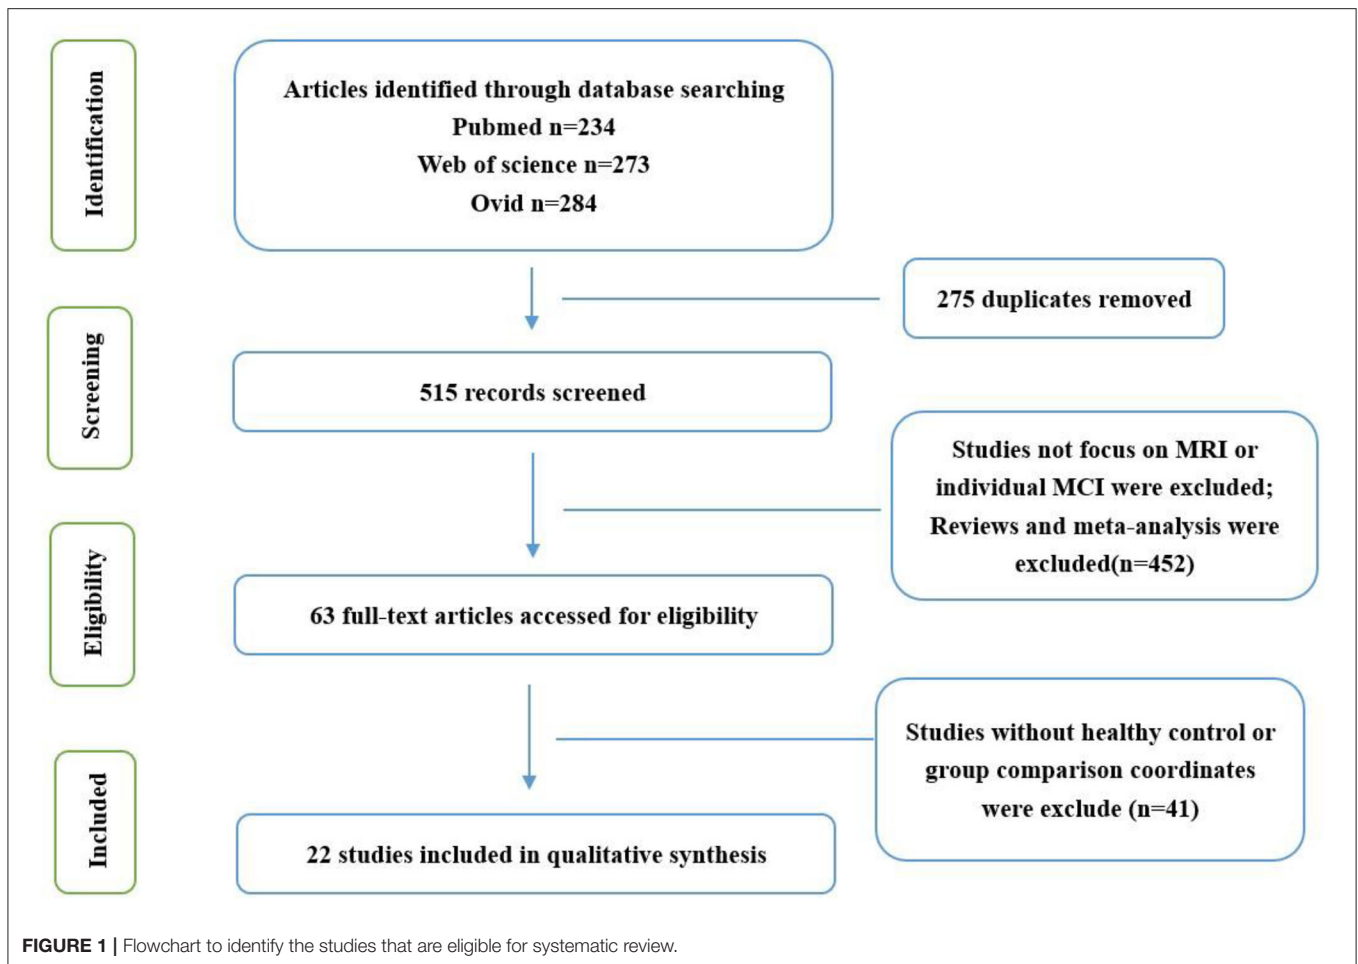 Identification
Articles identified through database searching
Pubmed n=234
Web of science n=273
Ovid n=284
275 duplicates removed
Screening
515 records screened
Studies not focus on MRI or
individual MCI were excluded;
Reviews and meta-analysis were
excluded(n=452)
Eligibility
63 full-text articles accessed for eligibility
Studies without healthy control or
group comparison coordinates
were exclude (n=41)
Included
22 studies included in qualitative synthesis
FIGURE 1 | Flowchart to identify the studies that are eligible for systematic review.